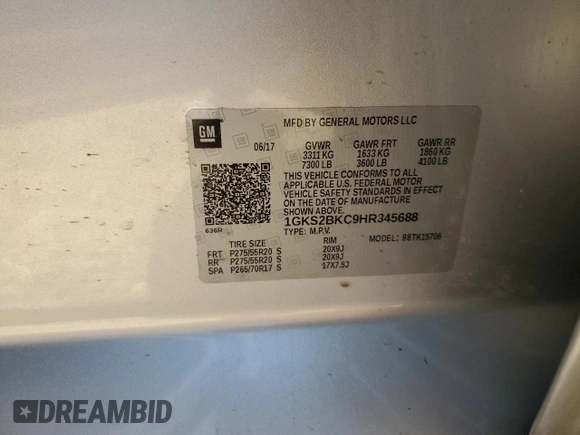 GM
MFD BY GENERAL MOTORS LLC
06/17 GVWR GAWR FRT GAWR RR
3311 KG 1633 KG 1860 KG
7300 LB 3600 LB 4100 LB
THIS VEHICLE CONFORMS TO ALL
APPLICABLE U.S. FEDERAL MOTOR
VEHICLE SAFETY STANDARDS IN EFFECT
ON THE DATE OF MANUFACTURE
SHOWN ABOVE.
1GKS2BKC9HR345688
636R
TYPE: M.P.V. MODEL: 98TK15706
TIRE SIZE RIM
FRT P275/55R20 S 20X9J
RR P275/55R20 S 20X9J
SPA P265/70R17 S 17X7.5J
DREAMBID